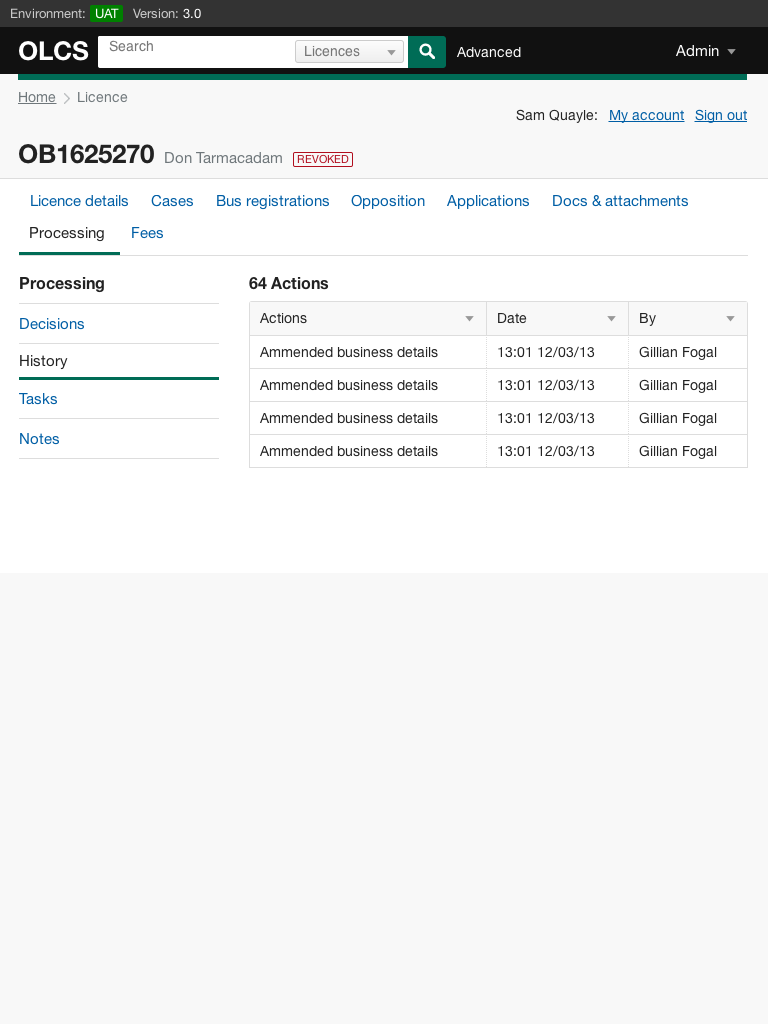 Environment: UAT Version: 3.0
OLCS Search Licences Advanced Admin
Home Licence
Sam Quayle: My account Sign out
OB1625270 Don Tarmacadam REVOKED
Licence details Cases Bus registrations Opposition Applications Docs & attachments
Processing Fees
Processing
Decisions
History
Tasks
Notes
64 Actions
Actions Date By
Ammended business details 13:01 12/03/13 Gillian Fogal
Ammended business details 13:01 12/03/13 Gillian Fogal
Ammended business details 13:01 12/03/13 Gillian Fogal
Ammended business details 13:01 12/03/13 Gillian Fogal